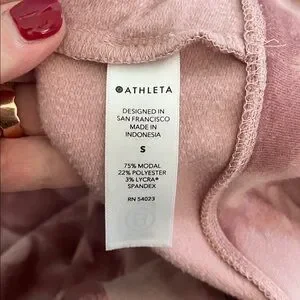 ATHLETA
DESIGNED IN
SAN FRANCISCO
MADE IN
INDONESIA
S
75% MODAL
22% POLYESTER
3% LYCRA®
SPANDEX
RN 54023